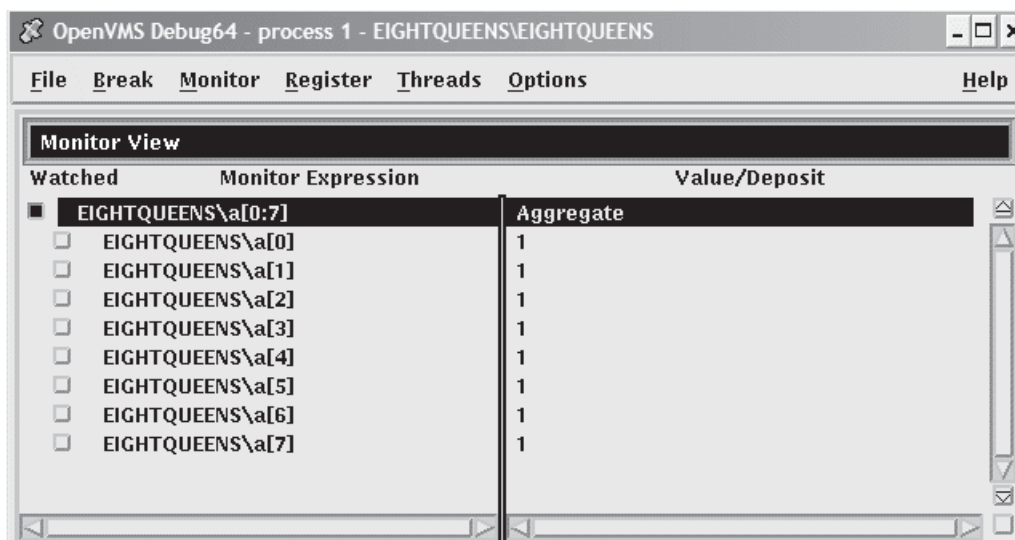 OpenVMS Debug64 - process 1 - EIGHTQUEENS\EIGHTQUEENS
File Break Monitor Register Threads Options Help
Monitor View
Watched Monitor Expression Value/Deposit
EIGHTQUEENS\a[0:7] Aggregate
EIGHTQUEENS\a[0] 1
EIGHTQUEENS\a[1] 1
EIGHTQUEENS\a[2] 1
EIGHTQUEENS\a[3] 1
EIGHTQUEENS\a[4] 1
EIGHTQUEENS\a[5] 1
EIGHTQUEENS\a[6] 1
EIGHTQUEENS\a[7] 1